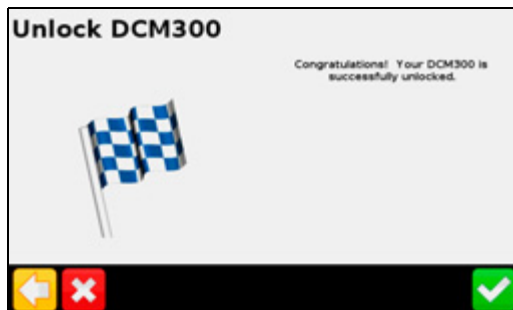 Unlock DCM300
Congratulations! Your DCM300 is
successfully unlocked.